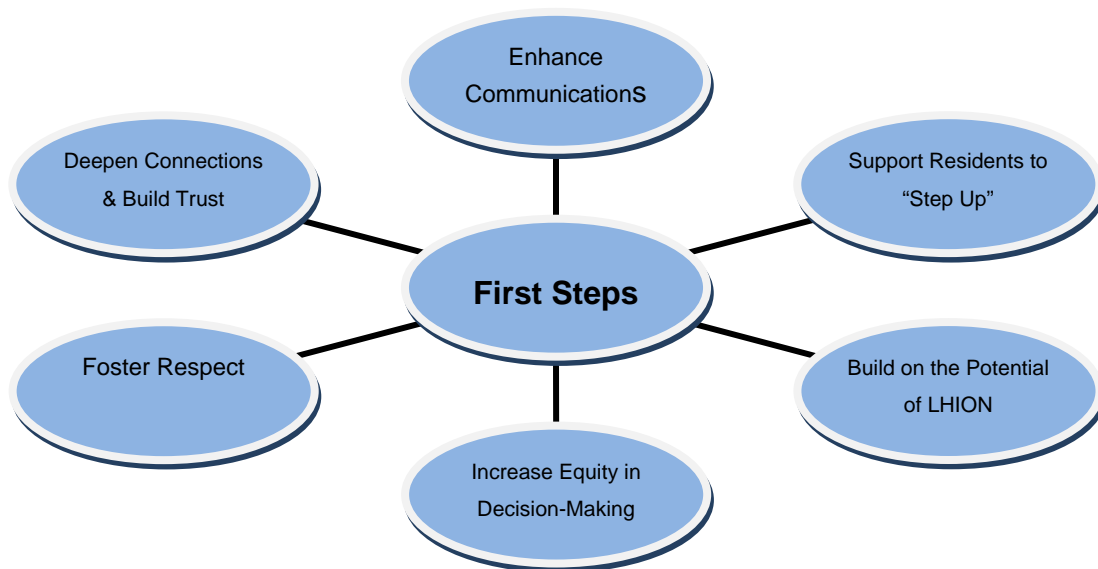 Enhance
Communications
Deepen Connections
& Build Trust
Support Residents to
“Step Up”
First Steps
Foster Respect
Build on the Potential
of LHION
Increase Equity in
Decision-Making